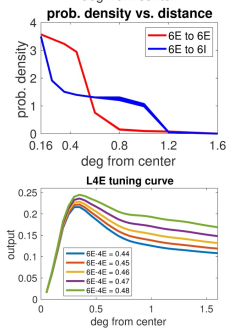 prob. density vs. distance
prob. density
4
3
2
1
0
6E to 6E
6E to 6I
0.16
0.4
0.8
1.2
1.6
deg from center
L4E tuning curve
output
0.25
0.2
0.15
0.1
0.05
0
6E-4E = 0.44
6E-4E = 0.45
6E-4E = 0.46
6E-4E = 0.47
6E-4E = 0.48
0
0.5
1
1.5
deg from center